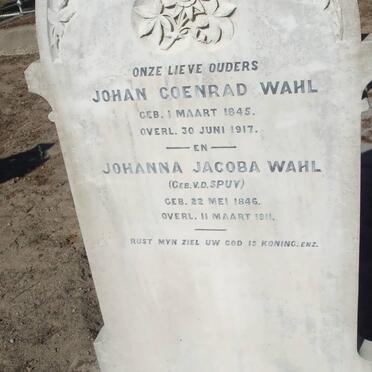 ONZE LIEVE OUDERS
JOHAN COENRAD WAHL
GEB. 1 MAART 1845.
OVERL. 30 JUNI 1917.
EN
JOHANNA JACOBA WAHL
(GEB. V.D. SPUY)
GEB. 22 MEI 1846.
OVERL. 11 MAART 1911.
RUST MYN ZIEL UW GOD IS KONING. ENZ.